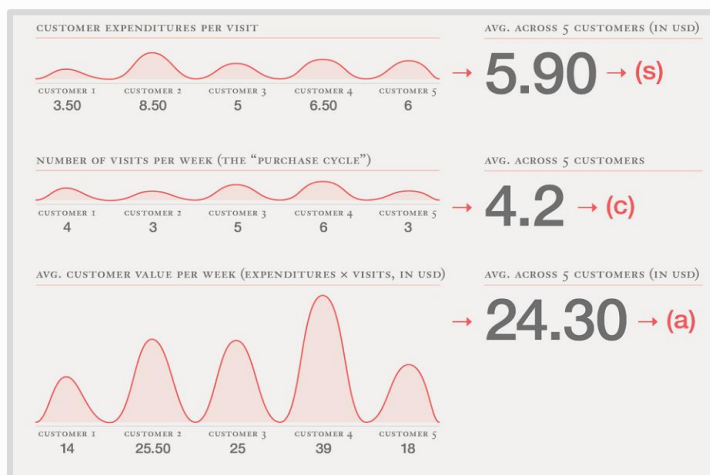 CUSTOMER EXPENDITURES PER VISIT
AVG. ACROSS 5 CUSTOMERS (IN USD)
CUSTOMER 1 CUSTOMER 2 CUSTOMER 3 CUSTOMER 4 CUSTOMER 5
3.50 8.50 5 6.50 6
→ 5.90 → (s)
NUMBER OF VISITS PER WEEK (THE “PURCHASE CYCLE”)
AVG. ACROSS 5 CUSTOMERS
CUSTOMER 1 CUSTOMER 2 CUSTOMER 3 CUSTOMER 4 CUSTOMER 5
4 3 5 6 3
→ 4.2 → (c)
AVG. CUSTOMER VALUE PER WEEK (EXPENDITURES × VISITS, IN USD)
AVG. ACROSS 5 CUSTOMERS (IN USD)
→ 24.30 → (a)
CUSTOMER 1 CUSTOMER 2 CUSTOMER 3 CUSTOMER 4 CUSTOMER 5
14 25.50 25 39 18